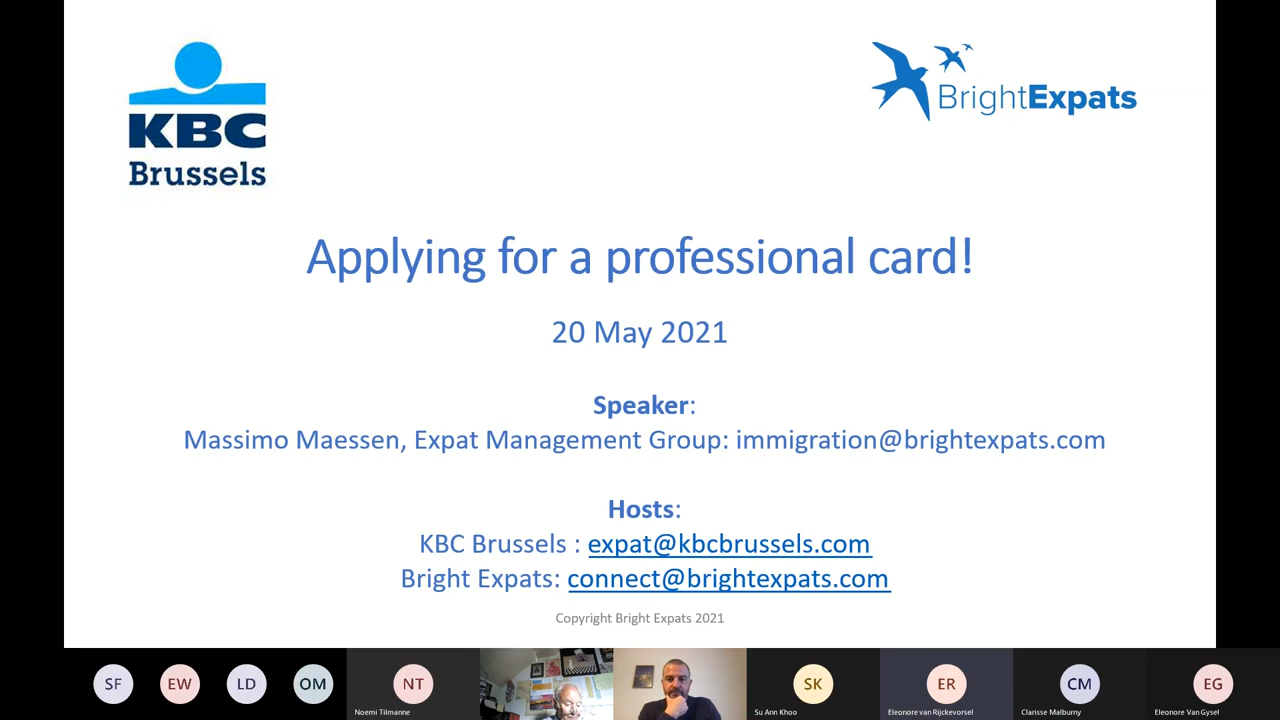 KBC
Brussels
BrightExpats
Applying for a professional card!
20 May 2021
Speaker:
Massimo Maessen, Expat Management Group: immigration@brightexpats.com
Hosts:
KBC Brussels : expat@kbcbrussels.com
Bright Expats: connect@brightexpats.com
Copyright Bright Expats 2021
SF
EW
LD
OM
NT
SK
ER
CM
EG
Noemi Tilmanne
Su Ann Khoo
Eleonore van Rijckevorsel
Clarisse Malburny
Eleonore Van Gysel